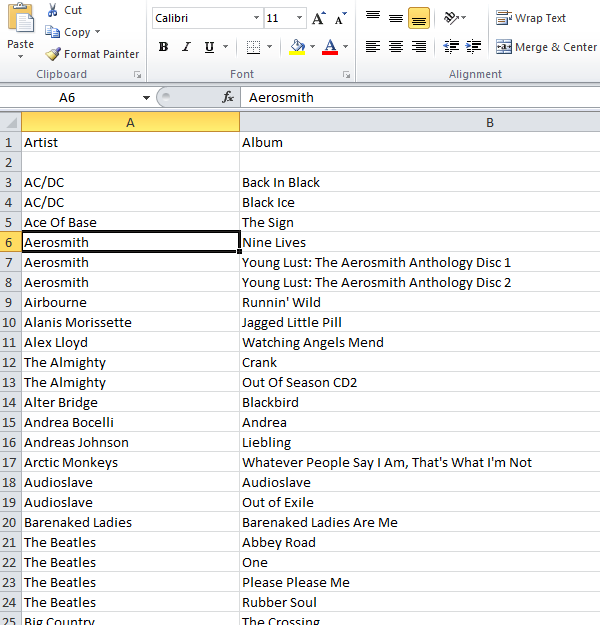 Cut
Copy
Format Painter
Paste
Clipboard
Calibri 11 A A
B I U A
Font
Wrap Text
Merge & Center
Alignment
A6 fx Aerosmith
A B
1 Artist Album
2
3 AC/DC Back In Black
4 AC/DC Black Ice
5 Ace Of Base The Sign
6 Aerosmith Nine Lives
7 Aerosmith Young Lust: The Aerosmith Anthology Disc 1
8 Aerosmith Young Lust: The Aerosmith Anthology Disc 2
9 Airbourne Runnin' Wild
10 Alanis Morissette Jagged Little Pill
11 Alex Lloyd Watching Angels Mend
12 The Almighty Crank
13 The Almighty Out Of Season CD2
14 Alter Bridge Blackbird
15 Andrea Bocelli Andrea
16 Andreas Johnson Liebling
17 Arctic Monkeys Whatever People Say I Am, That's What I'm Not
18 Audioslave Audioslave
19 Audioslave Out of Exile
20 Barenaked Ladies Barenaked Ladies Are Me
21 The Beatles Abbey Road
22 The Beatles One
23 The Beatles Please Please Me
24 The Beatles Rubber Soul
25 Big Country The Crossing